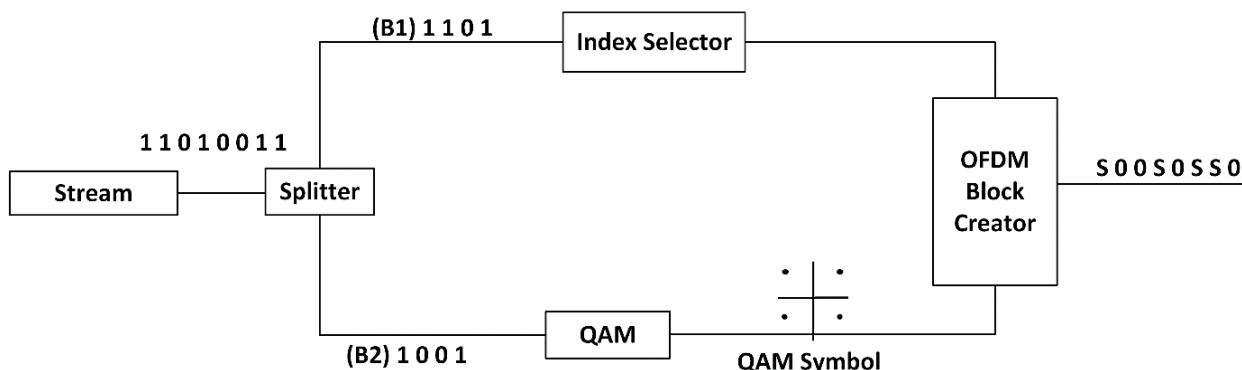 (B1) 1 1 0 1
Index Selector
1 1 0 1 0 0 1 1
Stream
Splitter
OFDM
Block
Creator
S 0 0 S 0 S S 0
QAM
(B2) 1 0 0 1
QAM Symbol